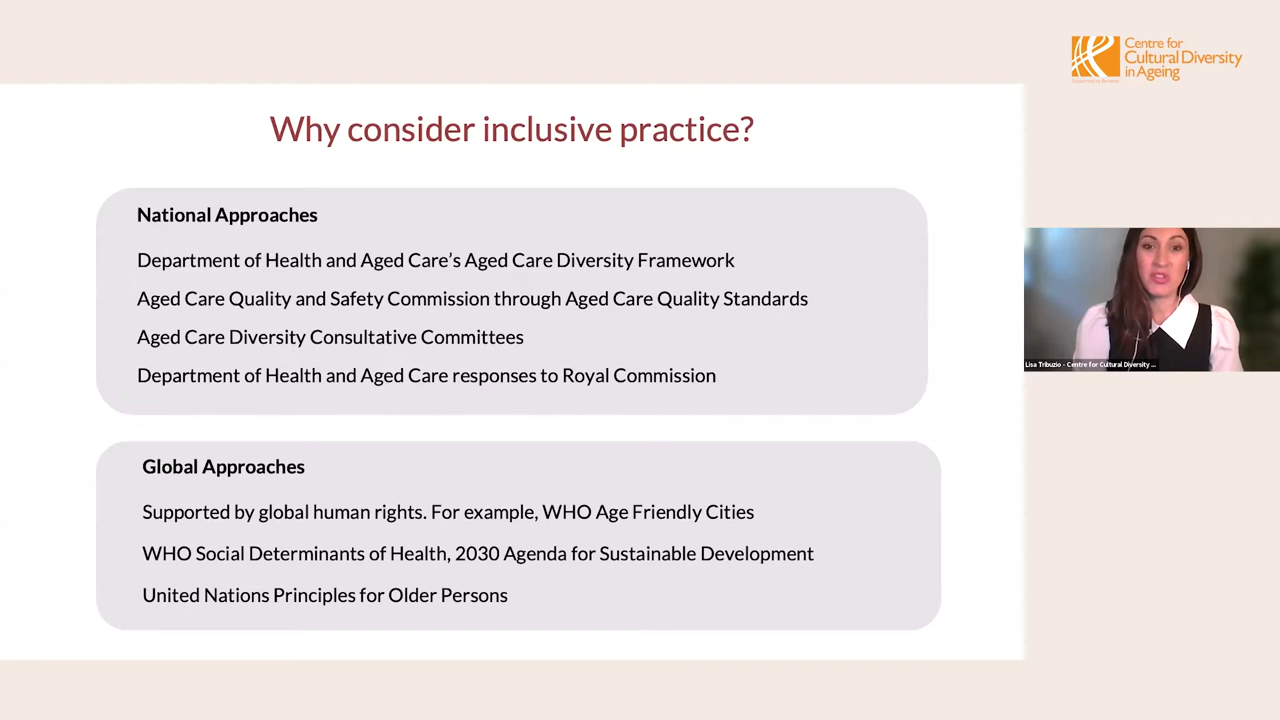 Centre for
Cultural Diversity
in Ageing
Why consider inclusive practice?
National Approaches
Department of Health and Aged Care’s Aged Care Diversity Framework
Aged Care Quality and Safety Commission through Aged Care Quality Standards
Aged Care Diversity Consultative Committees
Department of Health and Aged Care responses to Royal Commission
Lisa Tribuzio - Centre for Cultural Diversity ...
Global Approaches
Supported by global human rights. For example, WHO Age Friendly Cities
WHO Social Determinants of Health, 2030 Agenda for Sustainable Development
United Nations Principles for Older Persons